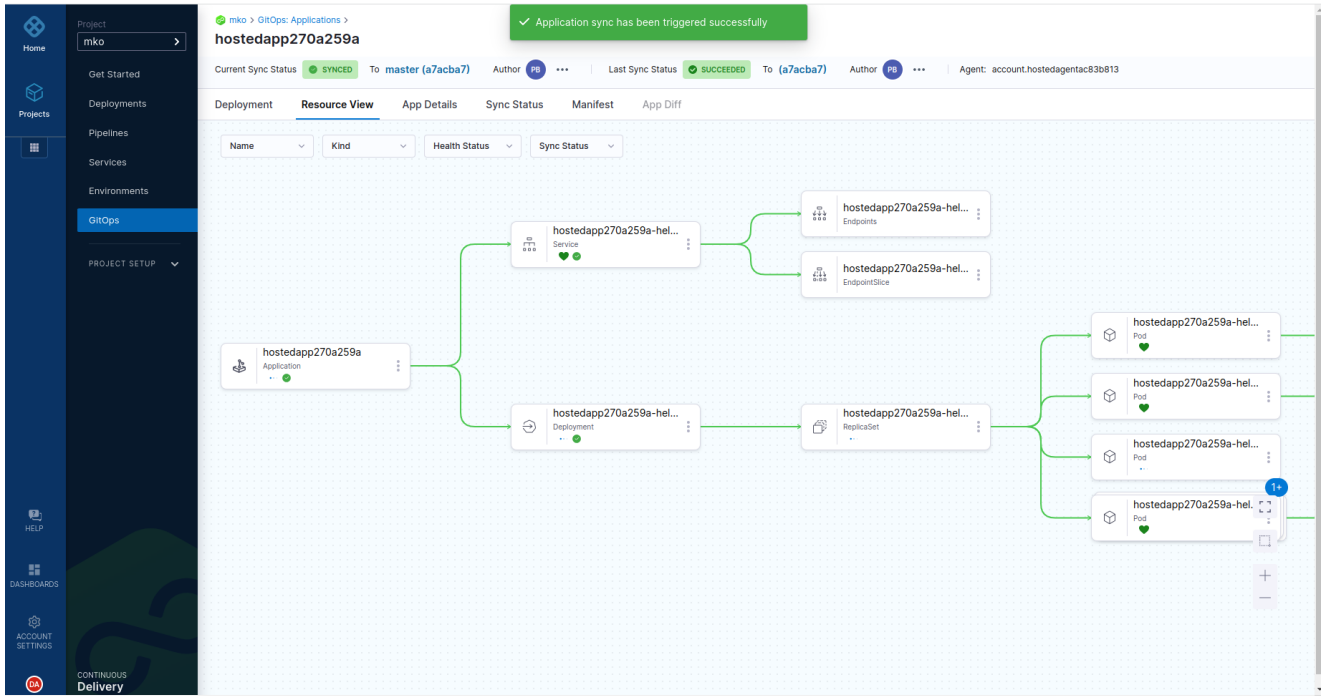 Home
Projects
HELP
DASHBOARDS
ACCOUNT
SETTINGS
DA
Project
mko
Get Started
Deployments
Pipelines
Services
Environments
GitOps
PROJECT SETUP
CONTINUOUS
Delivery
mko > GitOps: Applications >
hostedapp270a259a
Application sync has been triggered successfully
Current Sync Status SYNCED To master (a7acba7) Author PB ••• Last Sync Status SUCCEEDED To (a7acba7) Author PB ••• Agent: account.hostedagentac83b813
Deployment Resource View App Details Sync Status Manifest App Diff
Name Kind Health Status Sync Status
hostedapp270a259a-hel...
Endpoints
hostedapp270a259a-hel...
Service
hostedapp270a259a-hel...
EndpointSlice
hostedapp270a259a-hel...
Pod
hostedapp270a259a
Application
hostedapp270a259a-hel...
Pod
hostedapp270a259a-hel...
Deployment
hostedapp270a259a-hel...
ReplicaSet
hostedapp270a259a-hel...
Pod
1+
hostedapp270a259a-hel.
Pod